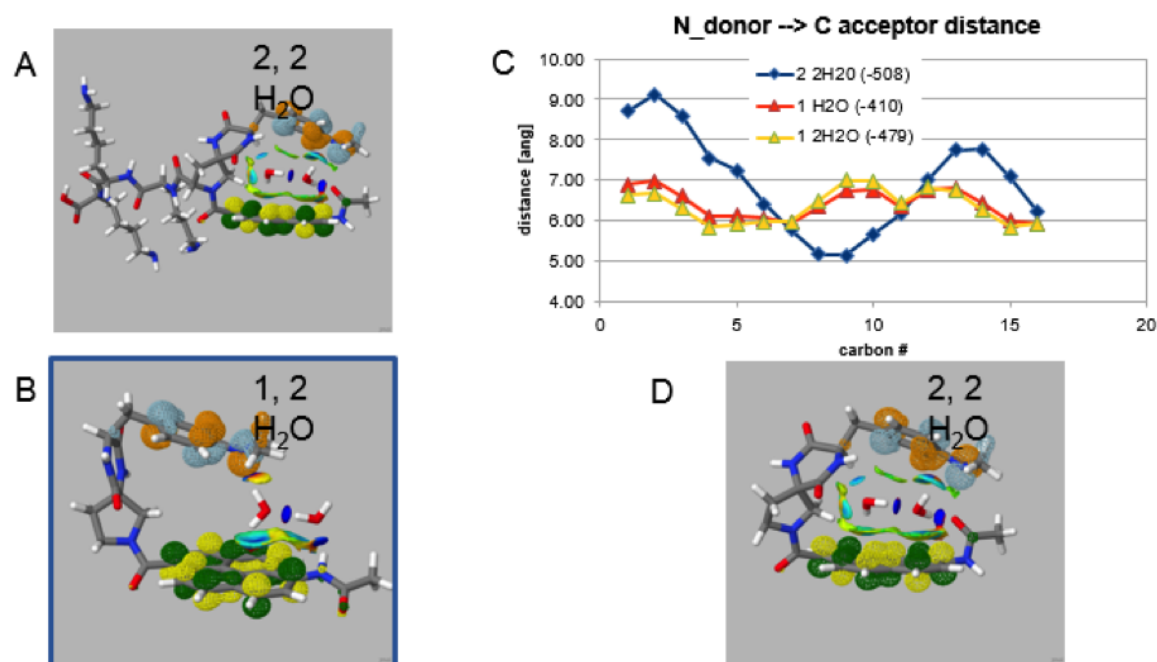 A
2, 2
H₂O
N_donor --> C acceptor distance
C
10.00
9.00
8.00
7.00
6.00
5.00
4.00
distance [ang]
2 2H20 (-508)
1 H2O (-410)
1 2H2O (-479)
0
5
10
15
20
carbon #
B
1, 2
H₂O
D
2, 2
H₂O